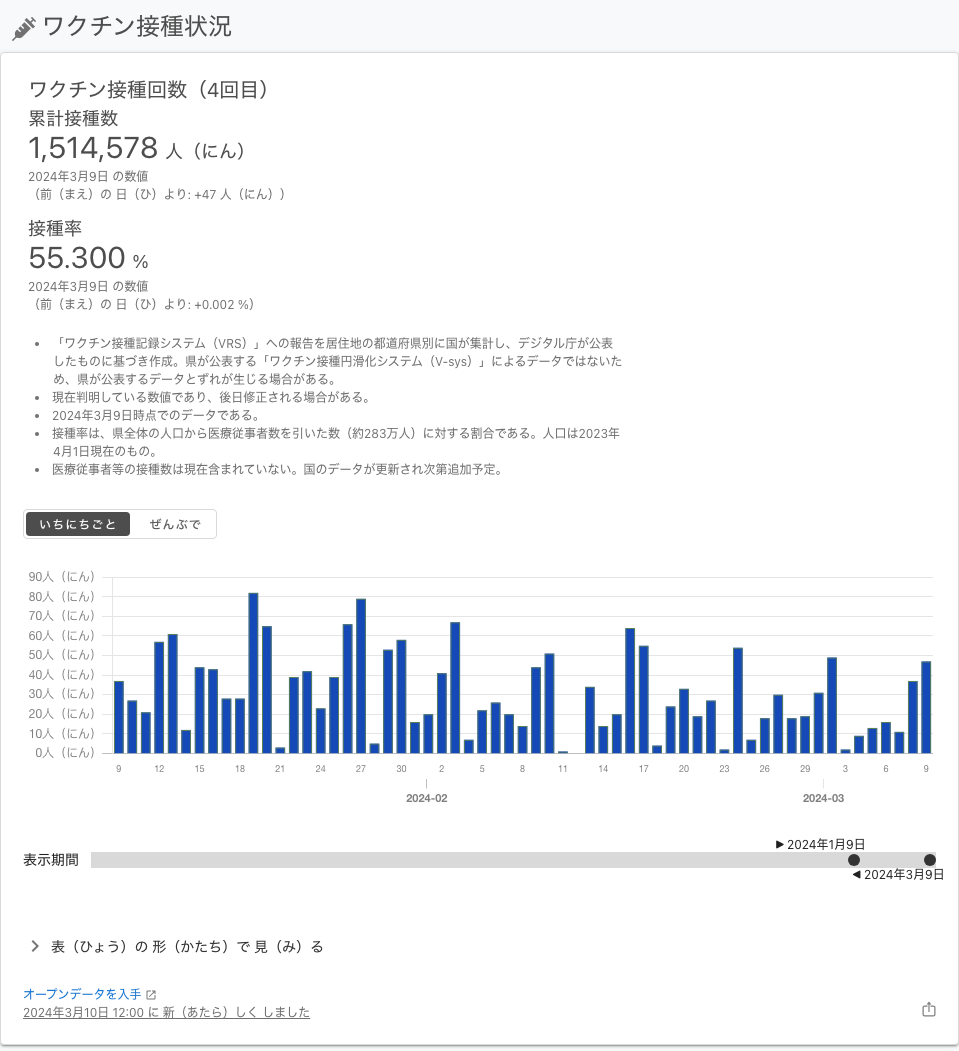 ワクチン接種状況
ワクチン接種回数（4回目）
累計接種数
1,514,578 人（にん）
2024年3月9日 の数値
（前（まえ）の 日（ひ）より: +47 人（にん））
接種率
55.300 %
2024年3月9日 の数値
（前（まえ）の 日（ひ）より: +0.002 %）
「ワクチン接種記録システム（VRS）」への報告を居住地の都道府県別に国が集計し、デジタル庁が公表
したものに基づき作成。県が公表する「ワクチン接種円滑化システム（V-sys）」によるデータではないた
め、県が公表するデータとずれが生じる場合がある。
現在判明している数値であり、後日修正される場合がある。
2024年3月9日時点でのデータである。
接種率は、県全体の人口から医療従事者数を引いた数（約283万人）に対する割合である。人口は2023年
4月1日現在のもの。
医療従事者等の接種数は現在含まれていない。国のデータが更新され次第追加予定。
いちにちごと ぜんぶで
90人（にん）
80人（にん）
70人（にん）
60人（にん）
50人（にん）
40人（にん）
30人（にん）
20人（にん）
10人（にん）
0人（にん）
9 12 15 18 21 24 27 30 2 5 8 11 14 17 20 23 26 29 3 6 9
2024-02 2024-03
2024年1月9日
表示期間
2024年3月9日
表（ひょう）の 形（かたち）で 見（み）る
オープンデータを入手
2024年3月10日 12:00 に 新（あたら）しく しました